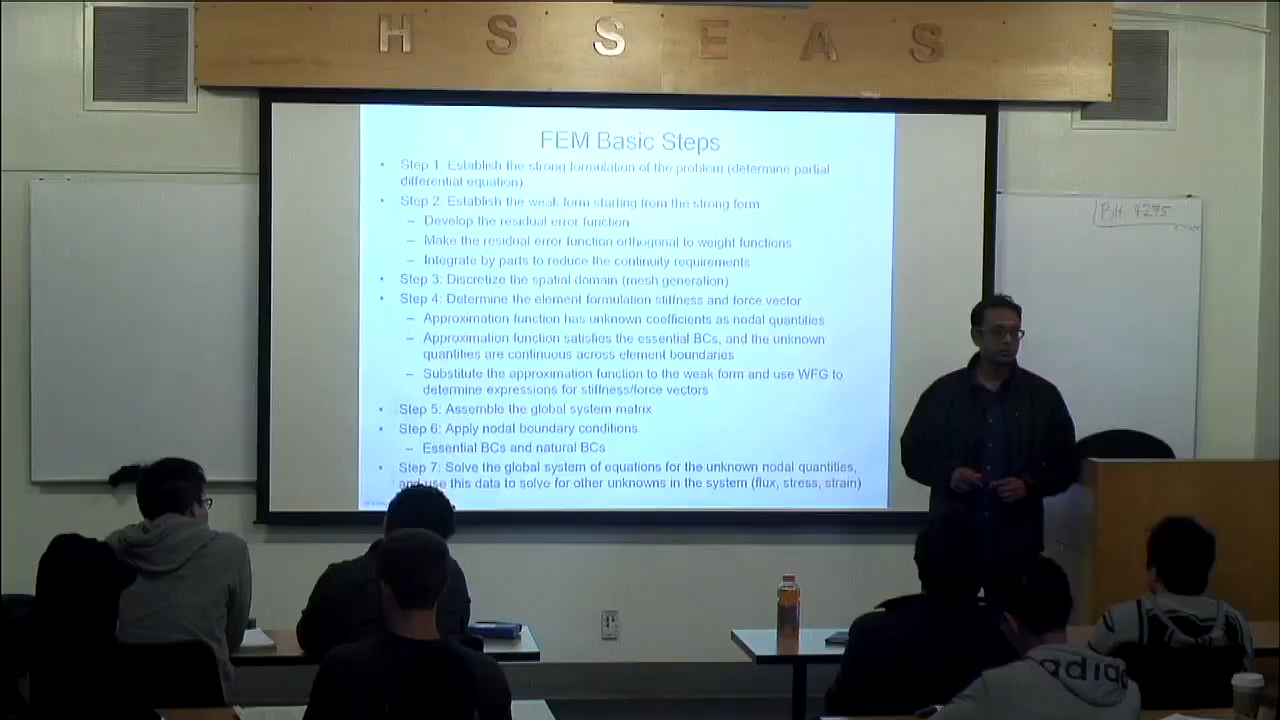 H S S E A S
FEM Basic Steps
• Step 1: Establish the strong formulation of the problem (determine partial
differential equation)
• Step 2: Establish the weak form starting from the strong form
– Develop the residual error function
– Make the residual error function orthogonal to weight functions
– Integrate by parts to reduce the continuity requirements
• Step 3: Discretize the spatial domain (mesh generation)
• Step 4: Determine the element formulation stiffness and force vector
– Approximation function has unknown coefficients as nodal quantities
– Approximation function satisfies the essential BCs, and the unknown
quantities are continuous across element boundaries
– Substitute the approximation function to the weak form and use WFG to
determine expressions for stiffness/force vectors
• Step 5: Assemble the global system matrix
• Step 6: Apply nodal boundary conditions
– Essential BCs and natural BCs
• Step 7: Solve the global system of equations for the unknown nodal quantities,
and use this data to solve for other unknowns in the system (flux, stress, strain)
BH 4275
adidas